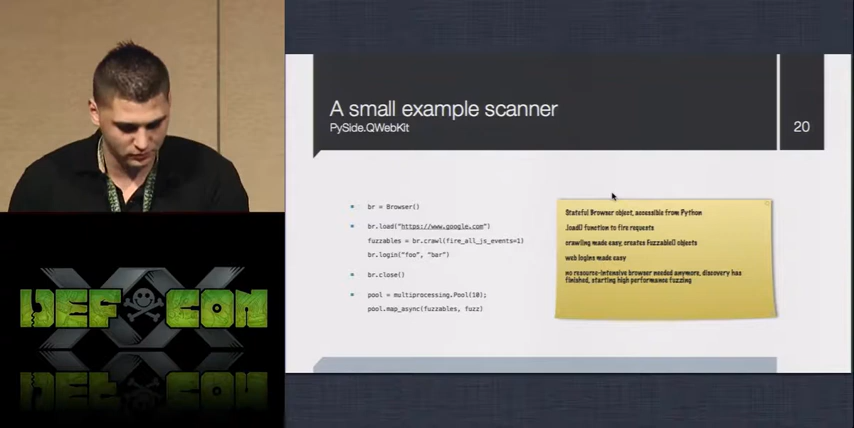 A small example scanner
PySide.QWebKit
20
br = Browser()
br.load("https://www.google.com")
fuzzables = br.crawl(fire_all_js_events=1)
br.login("foo", "bar")
br.close()
pool = multiprocessing.Pool(10);
pool.map_async(fuzzables, fuzz)
Stateful Browser object, accessible from Python
.load() function to fire requests
crawling made easy, creates Fuzzable() objects
web logins made easy
no resource-intensive browser needed anymore, discovery has
finished, starting high performance fuzzing
DEF CON
XX